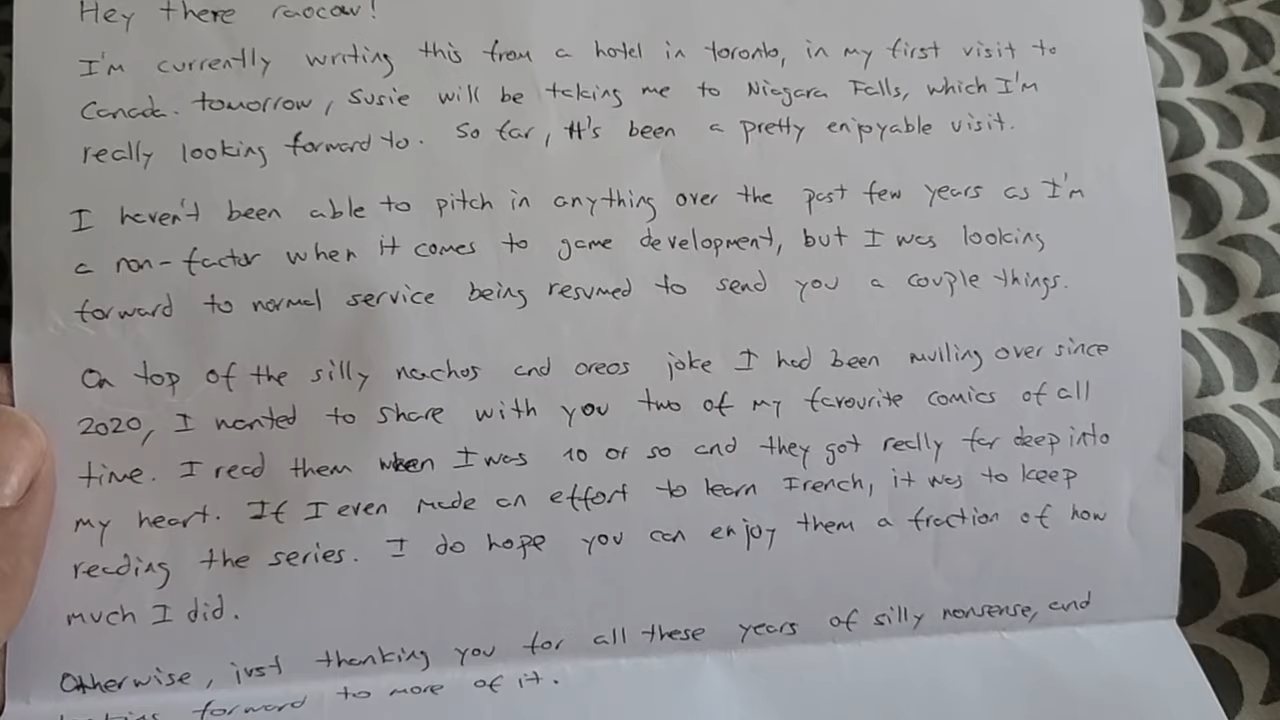 Hey there raocow!
I'm currently writing this from a hotel in toronto, in my first visit to
Canada. tomorrow, Susie will be taking me to Niagara Falls, which I'm
really looking forward to. So far, it's been a pretty enjoyable visit.
I haven't been able to pitch in anything over the past few years as I'm
a non-factor when it comes to game development, but I was looking
forward to normal service being resumed to send you a couple things.
On top of the silly nachos and oreos joke I had been mulling over since
2020, I wanted to share with you two of my favourite comics of all
time. I read them when I was 10 or so and they got really far deep into
my heart. If I even made an effort to learn French, it was to keep
reading the series. I do hope you can enjoy them a fraction of how
much I did.
Otherwise, just thanking you for all these years of silly nonsense, and
looking forward to more of it.